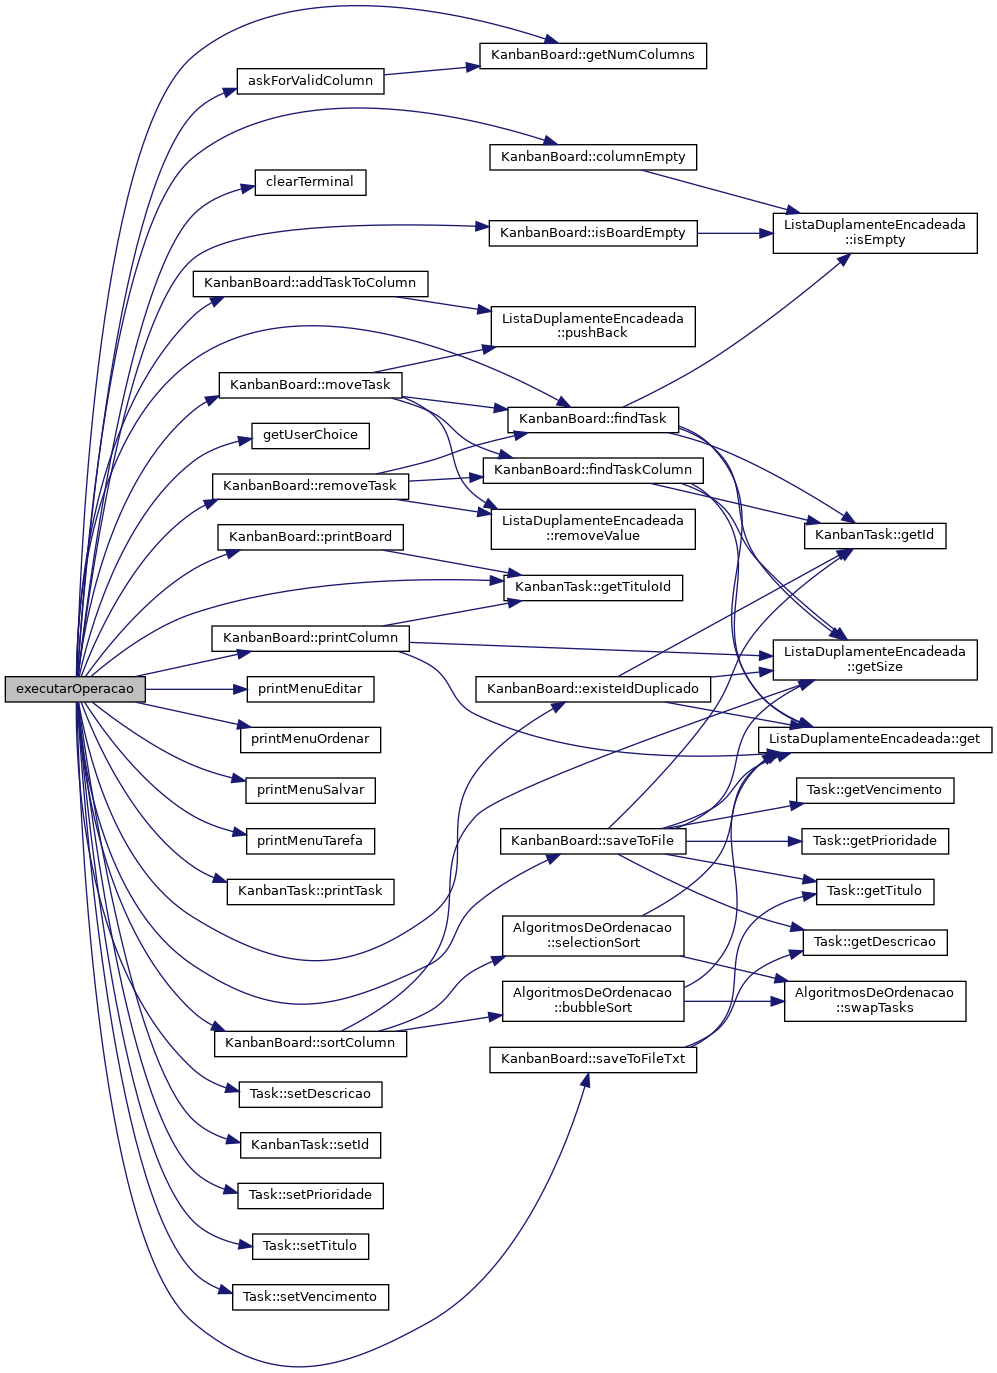 KanbanBoard::getNumColumns
askForValidColumn
KanbanBoard::columnEmpty
clearTerminal
ListaDuplamenteEncadeada
::isEmpty
KanbanBoard::isBoardEmpty
KanbanBoard::addTaskToColumn
ListaDuplamenteEncadeada
::pushBack
KanbanBoard::moveTask
KanbanBoard::findTask
getUserChoice
KanbanBoard::findTaskColumn
KanbanBoard::removeTask
ListaDuplamenteEncadeada
::removeValue
KanbanTask::getId
KanbanBoard::printBoard
KanbanTask::getTituloId
KanbanBoard::printColumn
ListaDuplamenteEncadeada
::getSize
executarOperacao
printMenuEditar
KanbanBoard::existeIdDuplicado
printMenuOrdenar
ListaDuplamenteEncadeada::get
printMenuSalvar
Task::getVencimento
printMenuTarefa
KanbanBoard::saveToFile
Task::getPrioridade
KanbanTask::printTask
Task::getTitulo
AlgoritmosDeOrdenacao
::selectionSort
Task::getDescricao
AlgoritmosDeOrdenacao
::bubbleSort
AlgoritmosDeOrdenacao
::swapTasks
KanbanBoard::sortColumn
KanbanBoard::saveToFileTxt
Task::setDescricao
KanbanTask::setId
Task::setPrioridade
Task::setTitulo
Task::setVencimento